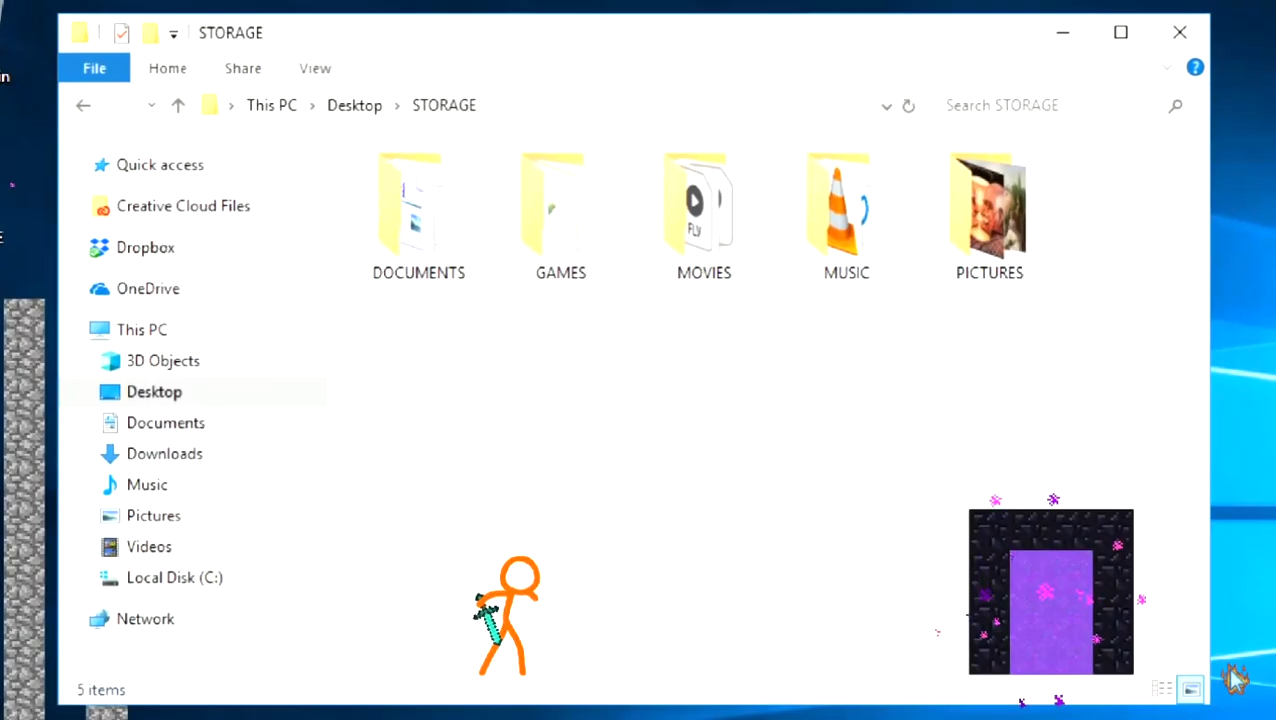 in
STORAGE
File Home Share View
This PC Desktop STORAGE Search STORAGE
Quick access
Creative Cloud Files
Dropbox
E
OneDrive
This PC
3D Objects
Desktop
Documents
Downloads
Music
Pictures
Videos
Local Disk (C:)
Network
FLY
DOCUMENTS GAMES MOVIES MUSIC PICTURES
5 items